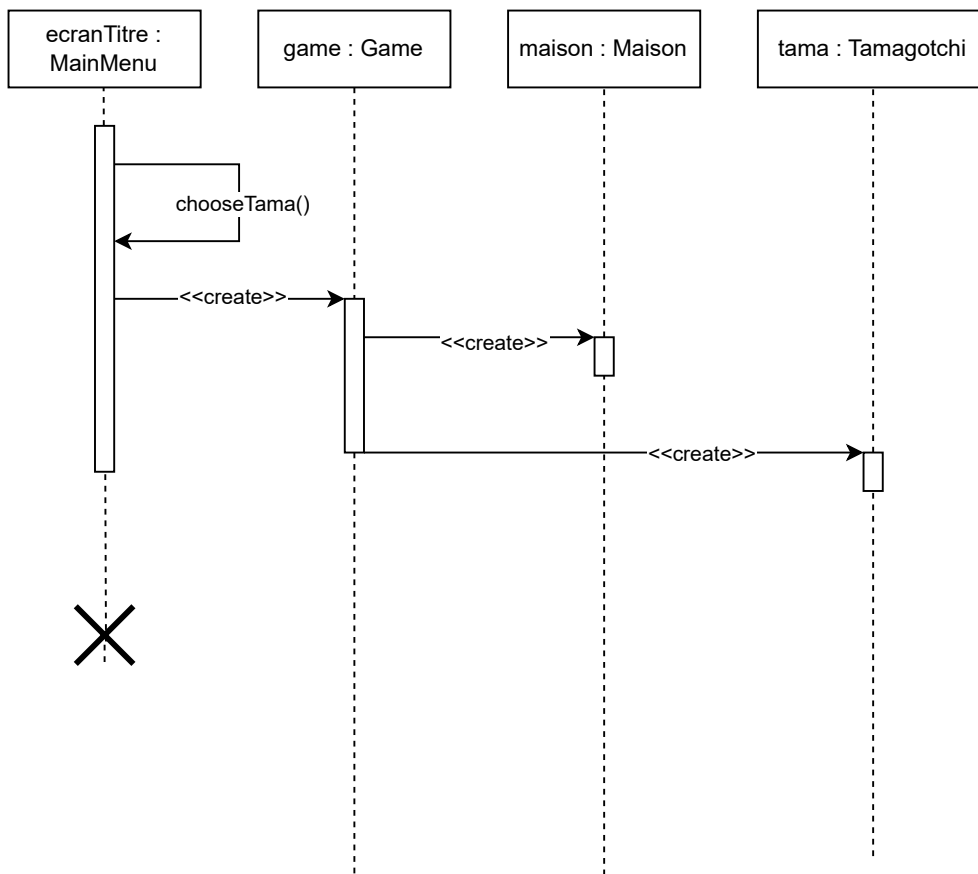 ecranTitre :
MainMenu
game : Game
maison : Maison
tama : Tamagotchi
chooseTama()
<<create>>
<<create>>
<<create>>